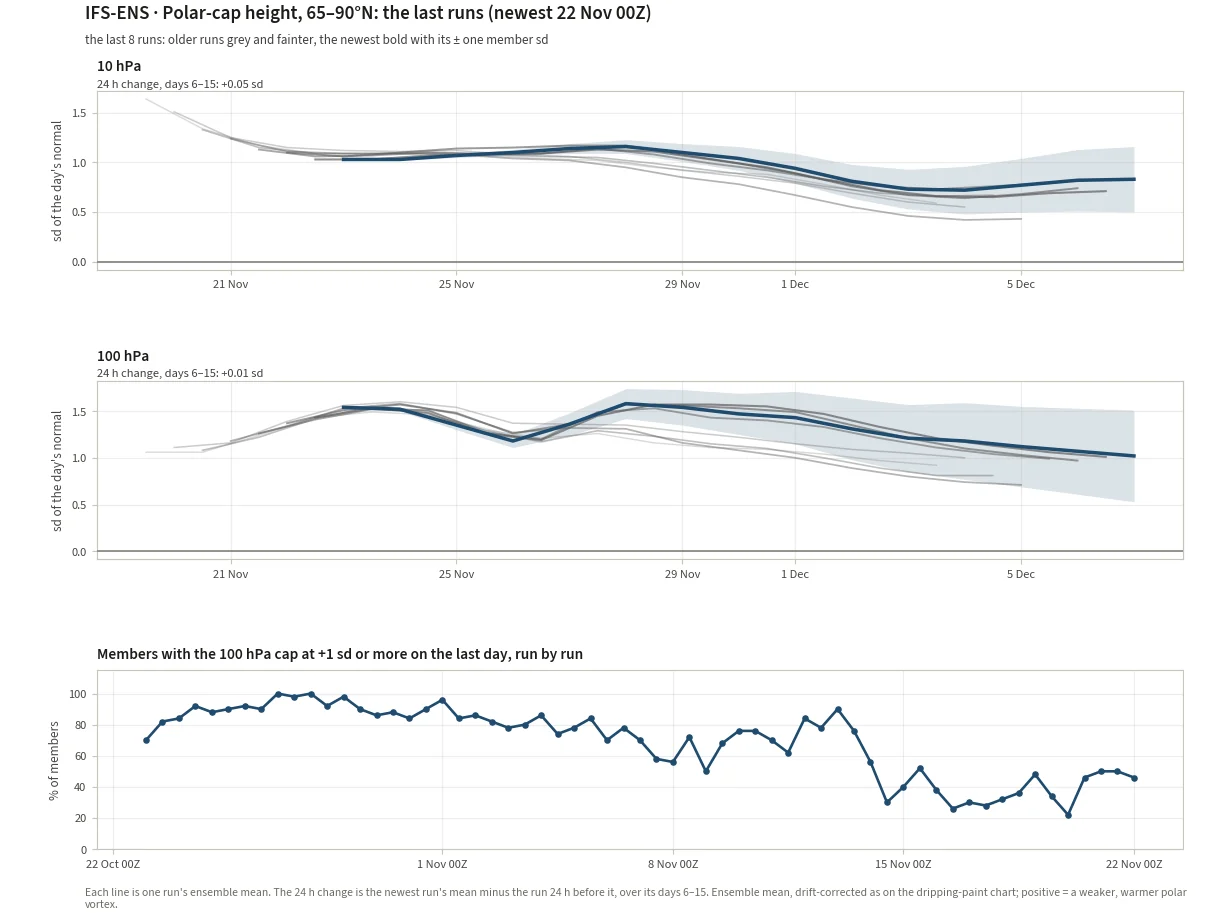 IFS-ENS · Polar-cap height, 65–90°N: the last runs (newest 22 Nov 00Z)
the last 8 runs: older runs grey and fainter, the newest bold with its ± one member sd
10 hPa
24 h change, days 6–15: +0.05 sd
sd of the day's normal
1.5
1.0
0.5
0.0
21 Nov
25 Nov
29 Nov
1 Dec
5 Dec
100 hPa
24 h change, days 6–15: +0.01 sd
sd of the day's normal
1.5
1.0
0.5
0.0
21 Nov
25 Nov
29 Nov
1 Dec
5 Dec
Members with the 100 hPa cap at +1 sd or more on the last day, run by run
% of members
100
80
60
40
20
0
22 Oct 00Z
1 Nov 00Z
8 Nov 00Z
15 Nov 00Z
22 Nov 00Z
Each line is one run's ensemble mean. The 24 h change is the newest run's mean minus the run 24 h before it, over its days 6–15. Ensemble mean, drift-corrected as on the dripping-paint chart; positive = a weaker, warmer polar
vortex.